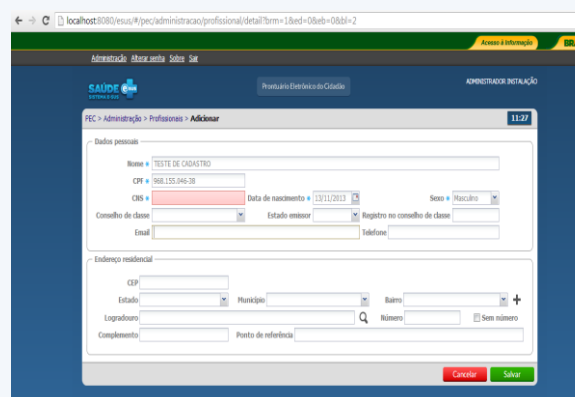 localhost:8080/esus/#/pec/administracao/profissional/detail?brm=1&ed=0&eb=0&bl=2
Acesso à Informação BRA
Administração Alterar senha Sobre Sair
SAÚDE e-SUS Prontuário Eletrônico do Cidadão ADMINISTRADOR INSTALAÇÃO
PEC > Administração > Profissionais > Adicionar 11:27
Dados pessoais
Nome TESTE DE CADASTRO
CPF 968.155.046-38
CNS Data de nascimento 13/11/2013 Sexo Masculino
Conselho de classe Estado emissor Registro no conselho de classe
Email Telefone
Endereço residencial
CEP
Estado Município Bairro
Logradouro Número Sem número
Complemento Ponto de referência
Cancelar Salvar